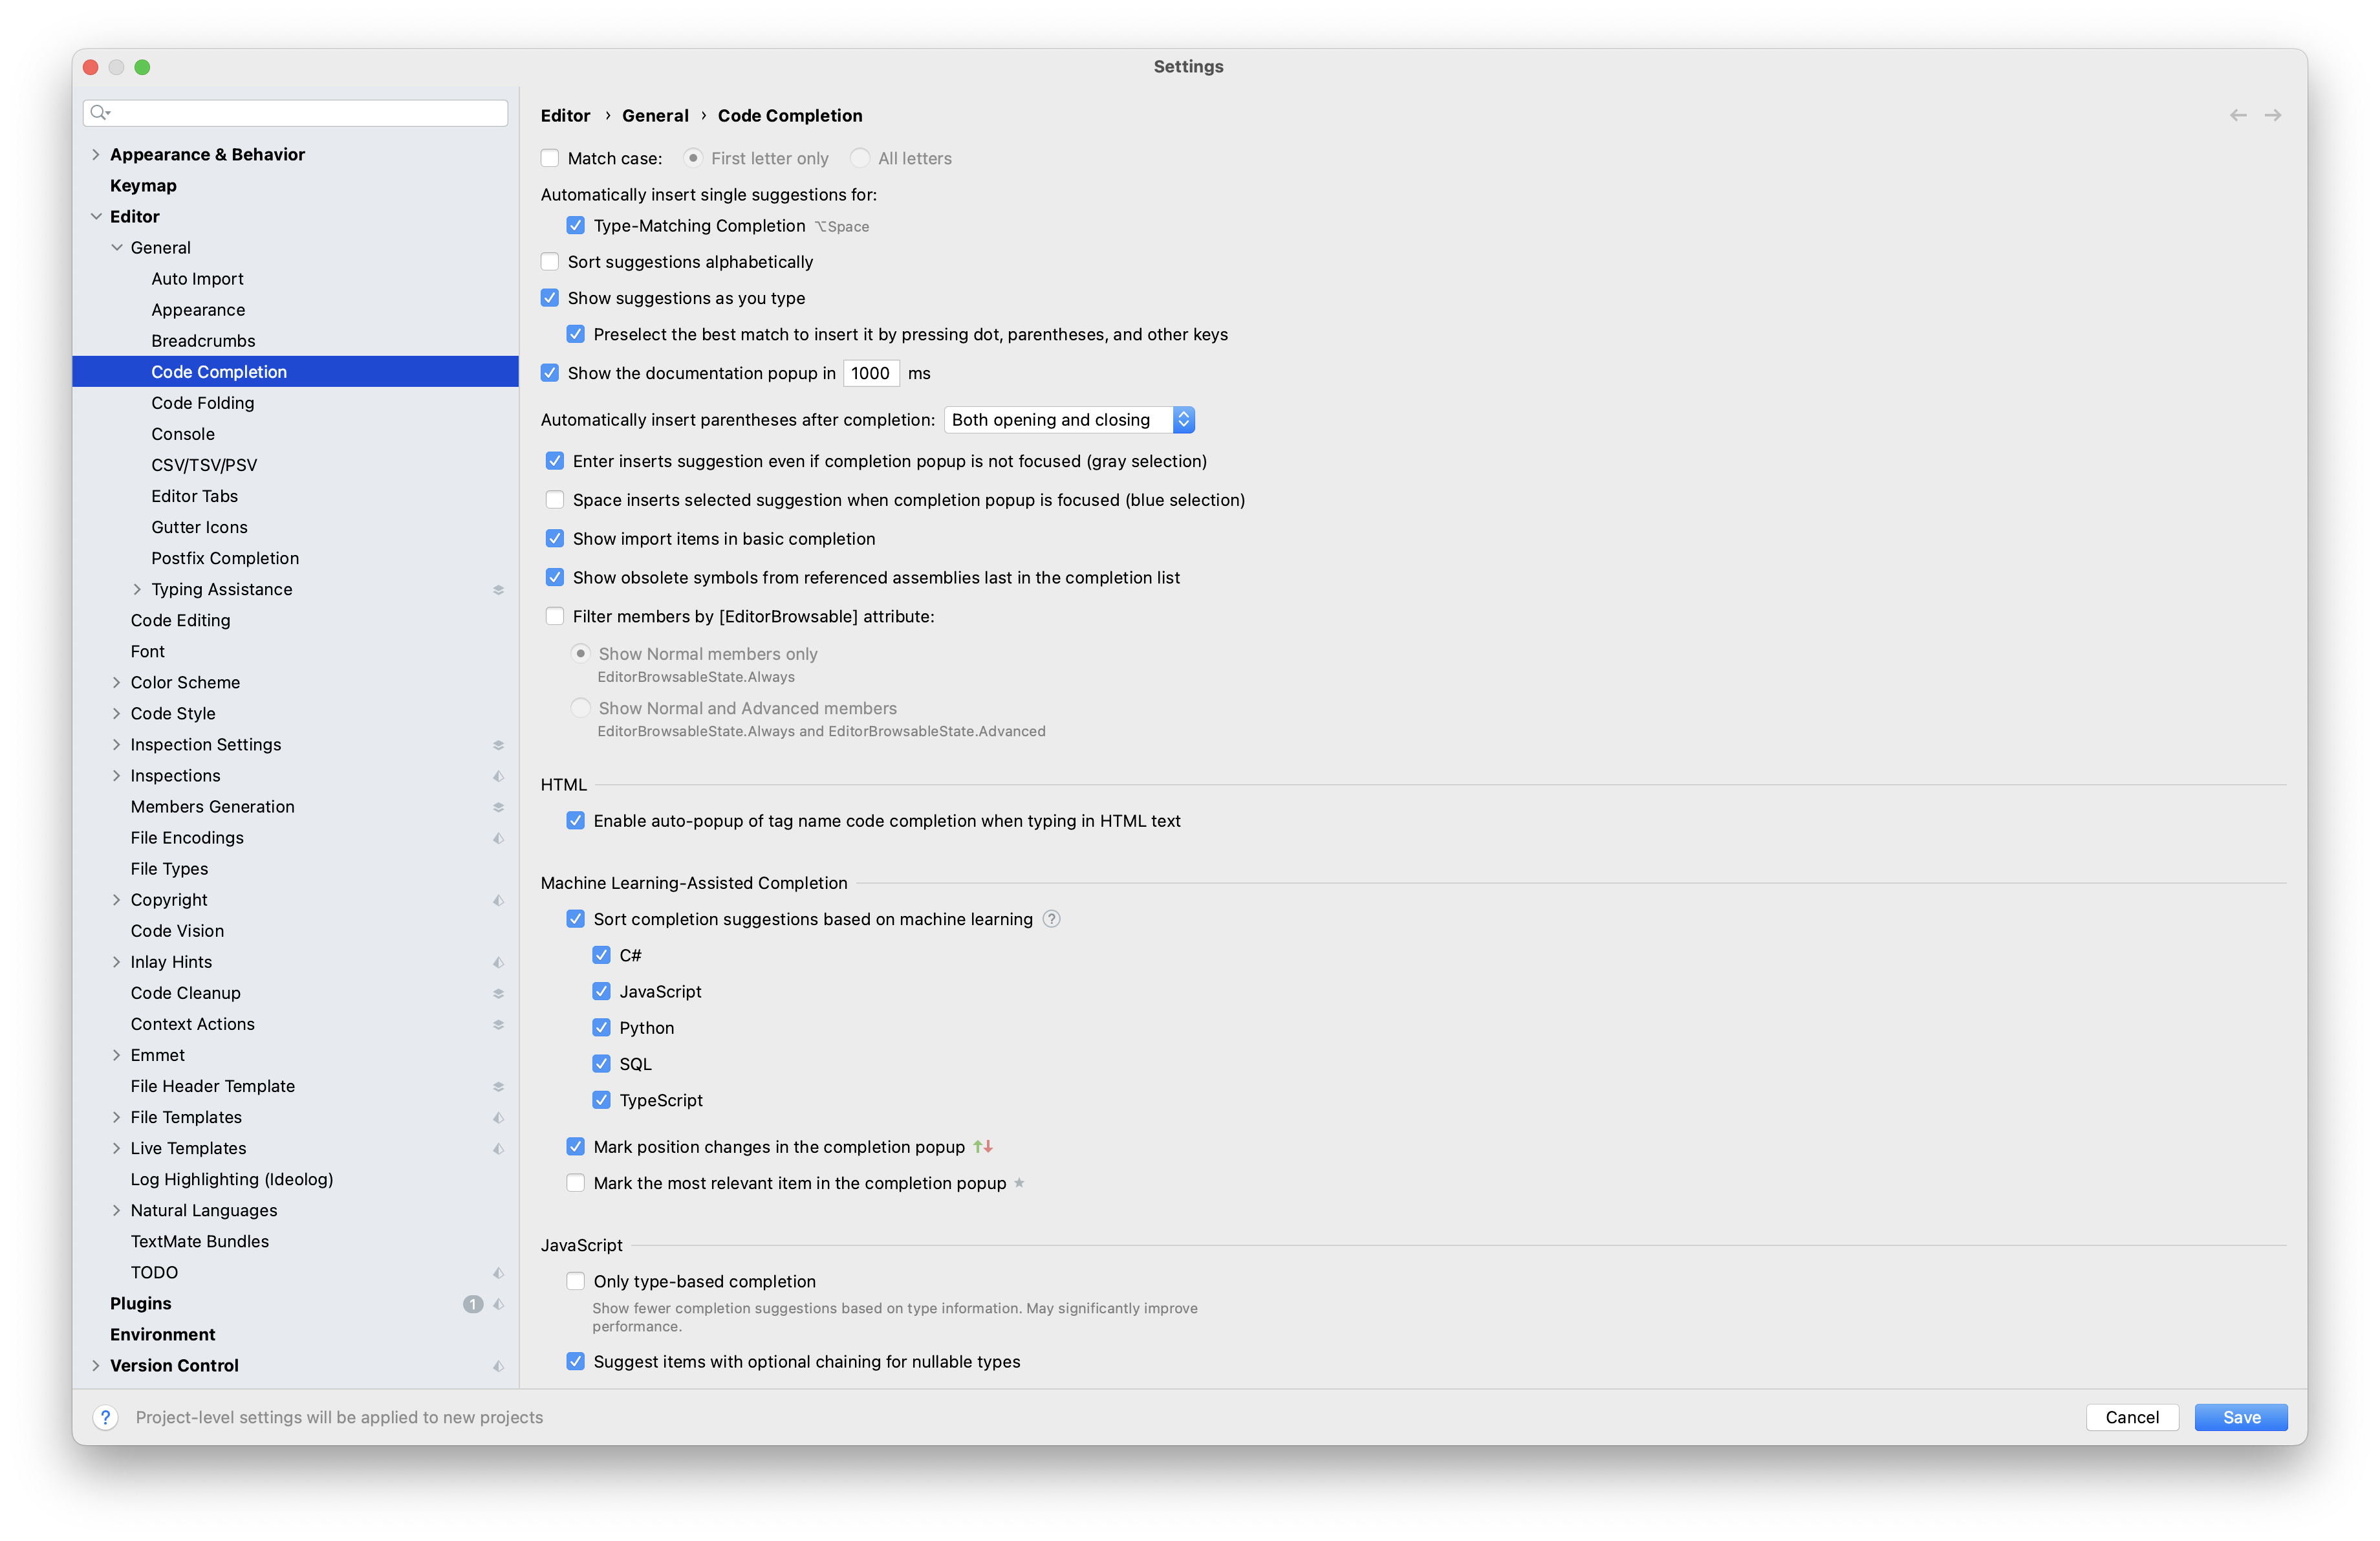 Settings
Appearance & Behavior
Keymap
Editor
General
Auto Import
Appearance
Breadcrumbs
Code Completion
Code Folding
Console
CSV/TSV/PSV
Editor Tabs
Gutter Icons
Postfix Completion
Typing Assistance
Code Editing
Font
Color Scheme
Code Style
Inspection Settings
Inspections
Members Generation
File Encodings
File Types
Copyright
Code Vision
Inlay Hints
Code Cleanup
Context Actions
Emmet
File Header Template
File Templates
Live Templates
Log Highlighting (Ideolog)
Natural Languages
TextMate Bundles
TODO
Plugins 1
Environment
Version Control
Editor › General › Code Completion
Match case: First letter only All letters
Automatically insert single suggestions for:
Type-Matching Completion ⌥Space
Sort suggestions alphabetically
Show suggestions as you type
Preselect the best match to insert it by pressing dot, parentheses, and other keys
Show the documentation popup in 1000 ms
Automatically insert parentheses after completion: Both opening and closing
Enter inserts suggestion even if completion popup is not focused (gray selection)
Space inserts selected suggestion when completion popup is focused (blue selection)
Show import items in basic completion
Show obsolete symbols from referenced assemblies last in the completion list
Filter members by [EditorBrowsable] attribute:
Show Normal members only
EditorBrowsableState.Always
Show Normal and Advanced members
EditorBrowsableState.Always and EditorBrowsableState.Advanced
HTML
Enable auto-popup of tag name code completion when typing in HTML text
Machine Learning-Assisted Completion
Sort completion suggestions based on machine learning ?
C#
JavaScript
Python
SQL
TypeScript
Mark position changes in the completion popup
Mark the most relevant item in the completion popup
JavaScript
Only type-based completion
Show fewer completion suggestions based on type information. May significantly improve
performance.
Suggest items with optional chaining for nullable types
? Project-level settings will be applied to new projects
Cancel Save